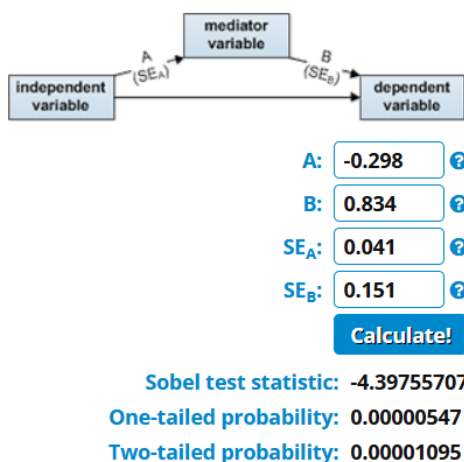 mediator
variable
A
(SEA)
B
(SEB)
independent
variable
dependent
variable
A: -0.298 ?
B: 0.834 ?
SEA: 0.041 ?
SEB: 0.151 ?
Calculate!
Sobel test statistic: -4.39755707
One-tailed probability: 0.00000547
Two-tailed probability: 0.00001095